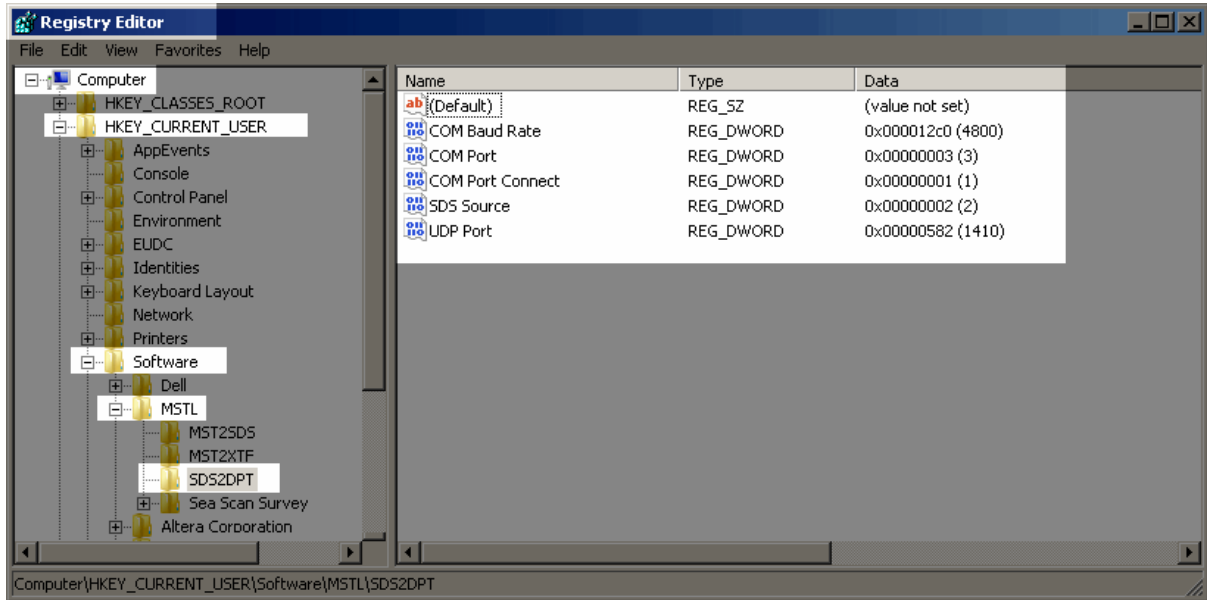 Registry Editor
File Edit View Favorites Help
Computer
HKEY_CLASSES_ROOT
HKEY_CURRENT_USER
AppEvents
Console
Control Panel
Environment
EUDC
Identities
Keyboard Layout
Network
Printers
Software
Dell
MSTL
MST2SDS
MST2XTF
SDS2DPT
Sea Scan Survey
Altera Corporation
Name Type Data
(Default) REG_SZ (value not set)
COM Baud Rate REG_DWORD 0x000012c0 (4800)
COM Port REG_DWORD 0x00000003 (3)
COM Port Connect REG_DWORD 0x00000001 (1)
SDS Source REG_DWORD 0x00000002 (2)
UDP Port REG_DWORD 0x00000582 (1410)
Computer\HKEY_CURRENT_USER\Software\MSTL\SDS2DPT